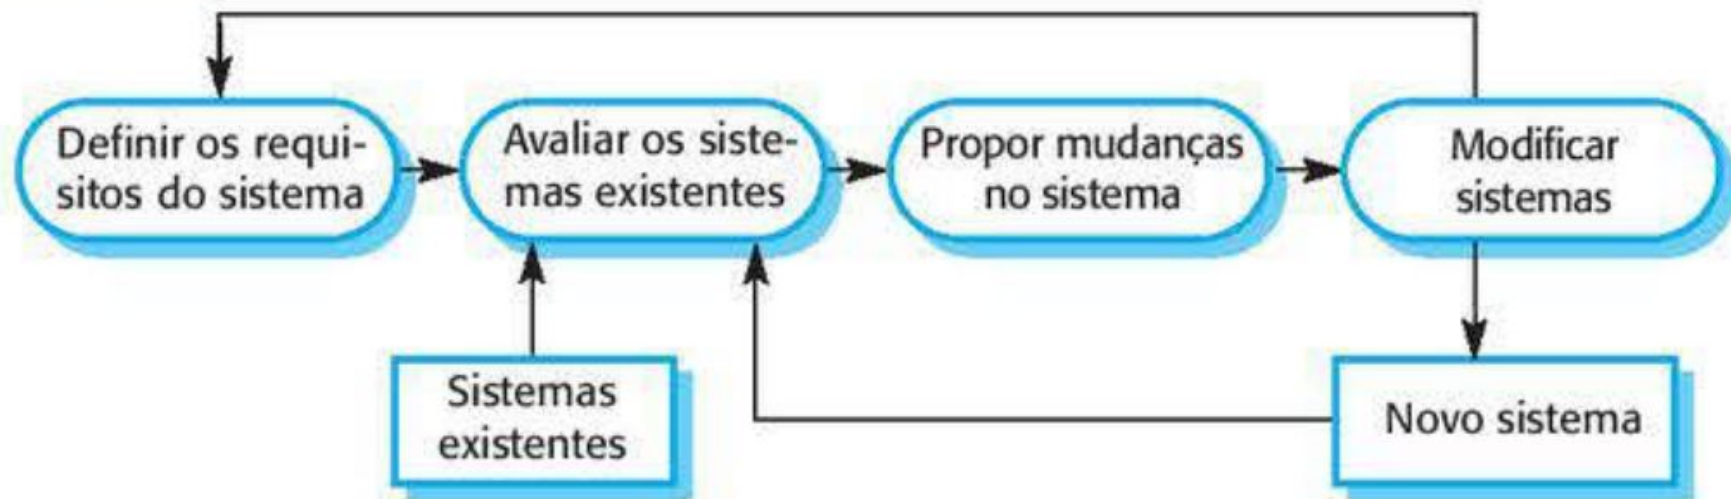 Definir os requi-
sitos do sistema
Avaliar os siste-
mas existentes
Propor mudanças
no sistema
Modificar
sistemas
Sistemas
existentes
Novo sistema